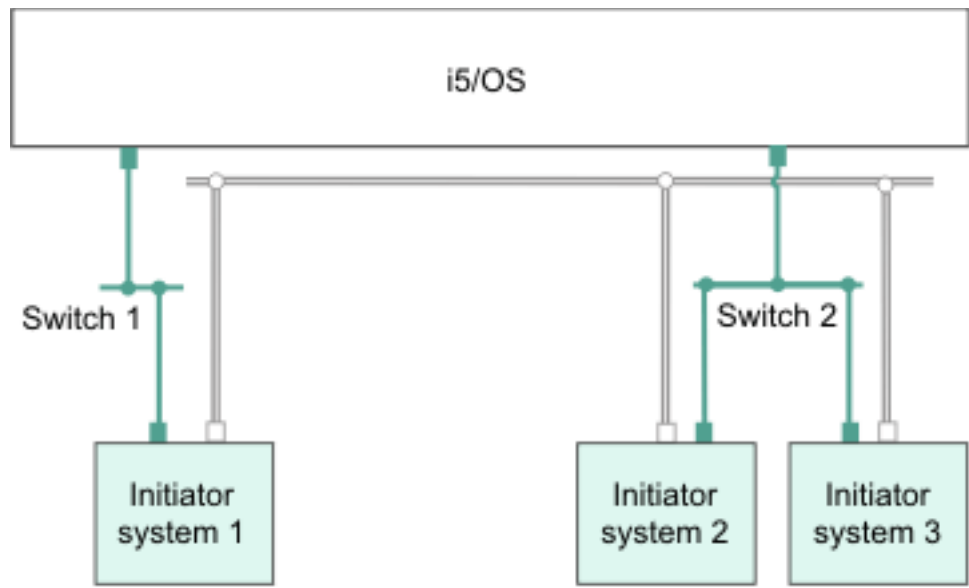 i5/OS
Switch 1
Switch 2
Initiator
system 1
Initiator
system 2
Initiator
system 3